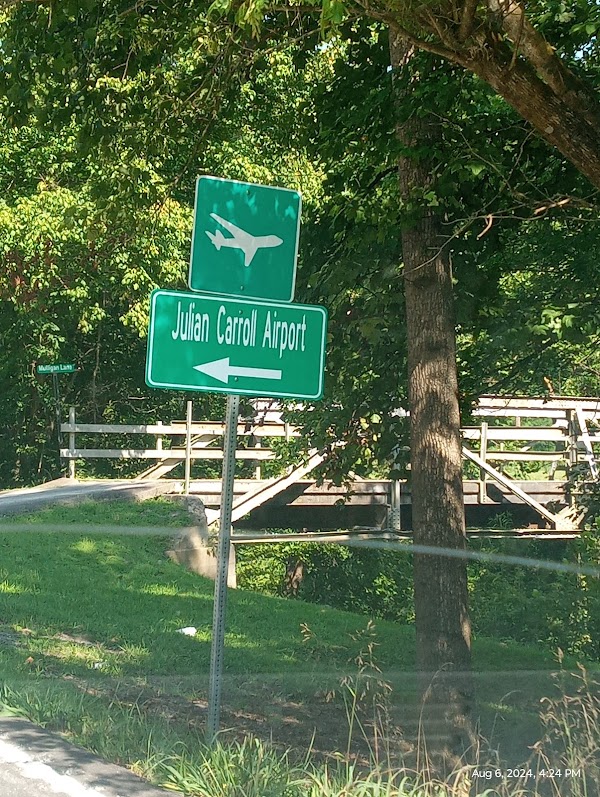 Julian Carroll Airport
Mulligan Lane
Aug 6, 2024, 4:24 PM